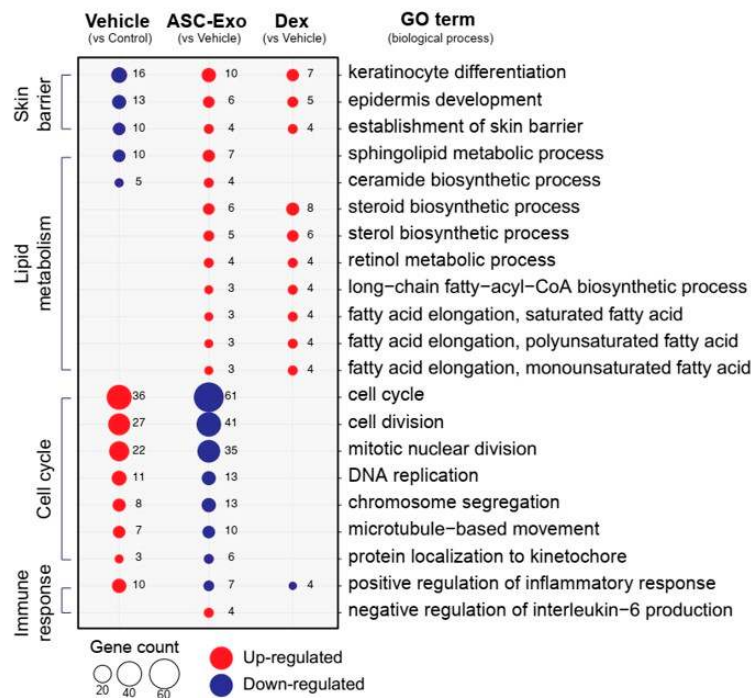 Vehicle ASC-Exo Dex GO term
(vs Control) (vs Vehicle) (vs Vehicle) (biological process)
Skin barrier
16 10 7 keratinocyte differentiation
13 6 5 epidermis development
10 4 4 establishment of skin barrier
Lipid metabolism
10 7 sphingolipid metabolic process
5 4 ceramide biosynthetic process
6 8 steroid biosynthetic process
5 6 sterol biosynthetic process
4 4 retinol metabolic process
3 4 long−chain fatty−acyl−CoA biosynthetic process
3 4 fatty acid elongation, saturated fatty acid
3 4 fatty acid elongation, polyunsaturated fatty acid
3 4 fatty acid elongation, monounsaturated fatty acid
Cell cycle
36 61 cell cycle
27 41 cell division
22 35 mitotic nuclear division
11 13 DNA replication
8 13 chromosome segregation
7 10 microtubule−based movement
3 6 protein localization to kinetochore
Immune response
10 7 4 positive regulation of inflammatory response
4 negative regulation of interleukin−6 production
Gene count
20 40 60
Up-regulated
Down-regulated